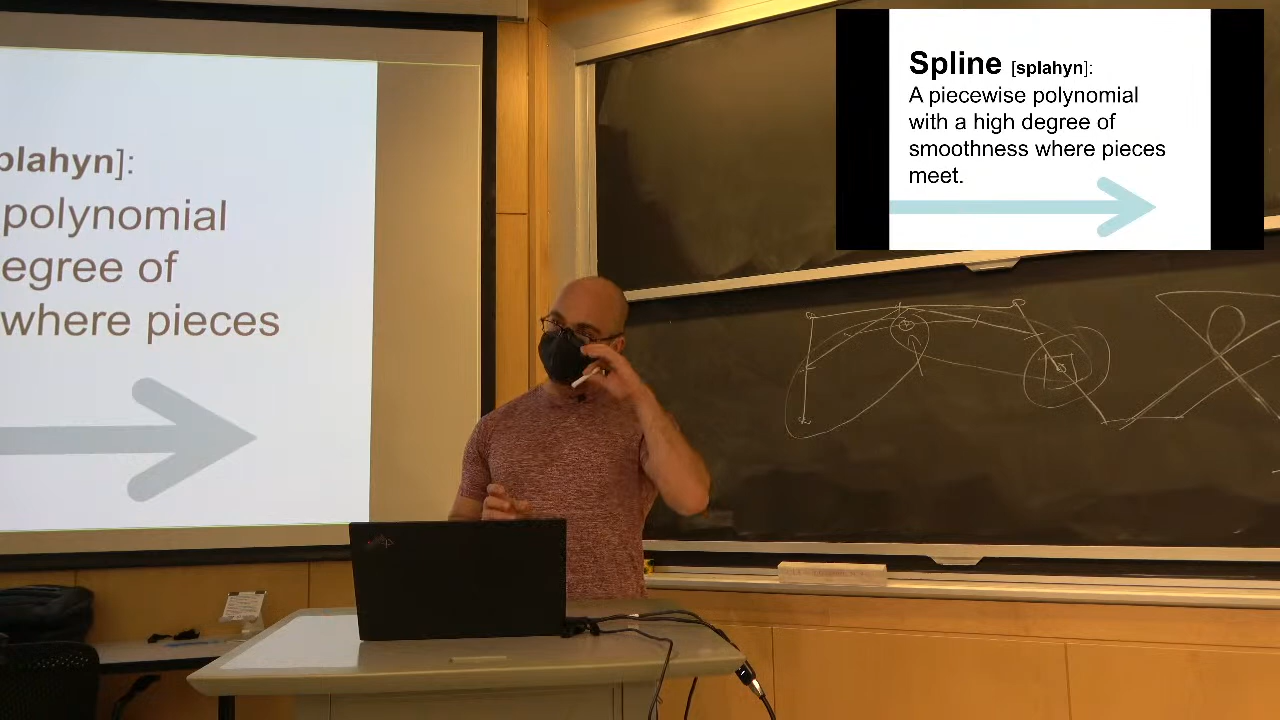 plahyn]:
polynomial
egree of
where pieces
Spline [splahyn]:
A piecewise polynomial
with a high degree of
smoothness where pieces
meet.